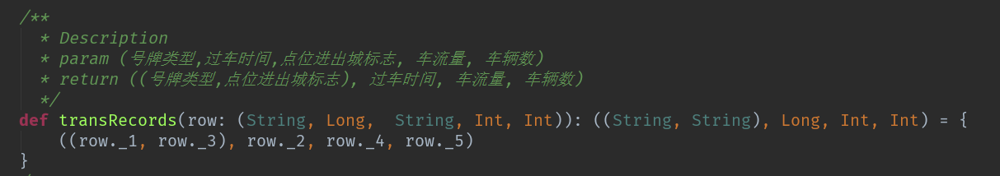 /**
* Description
* param (号牌类型,过车时间,点位进出城标志, 车流量, 车辆数)
* return ((号牌类型,点位进出城标志), 过车时间, 车流量, 车辆数)
*/
def transRecords(row: (String, Long,  String, Int, Int)): ((String, String), Long, Int, Int) = {
((row._1, row._3), row._2, row._4, row._5)
}